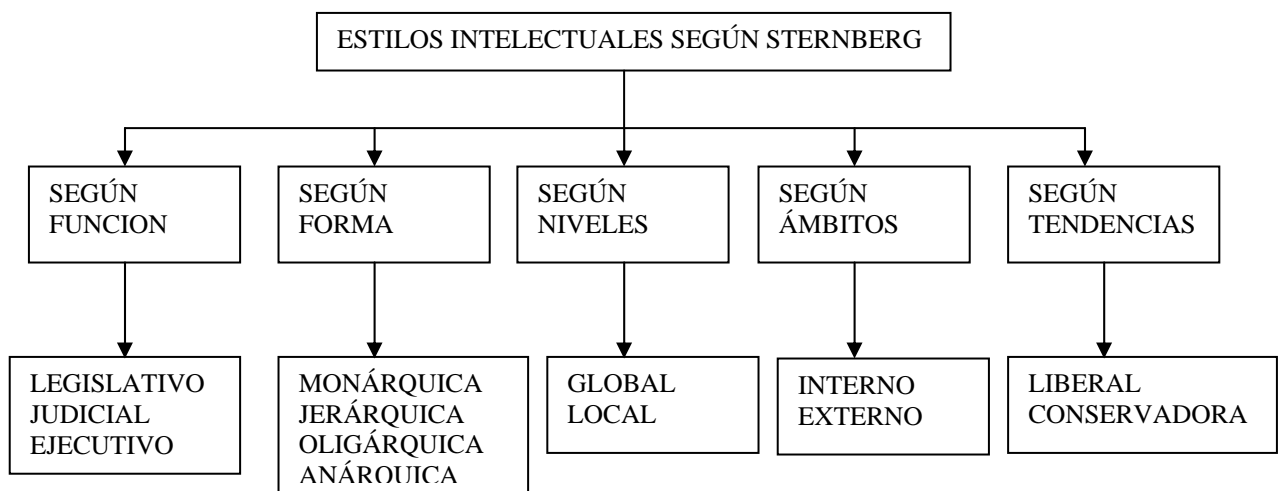 ESTILOS INTELECTUALES SEGÚN STERNBERG
SEGÚN
FUNCION
SEGÚN
FORMA
SEGÚN
NIVELES
SEGÚN
ÁMBITOS
SEGÚN
TENDENCIAS
LEGISLATIVO
JUDICIAL
EJECUTIVO
MONÁRQUICA
JERÁRQUICA
OLIGÁRQUICA
ANÁRQUICA
GLOBAL
LOCAL
INTERNO
EXTERNO
LIBERAL
CONSERVADORA